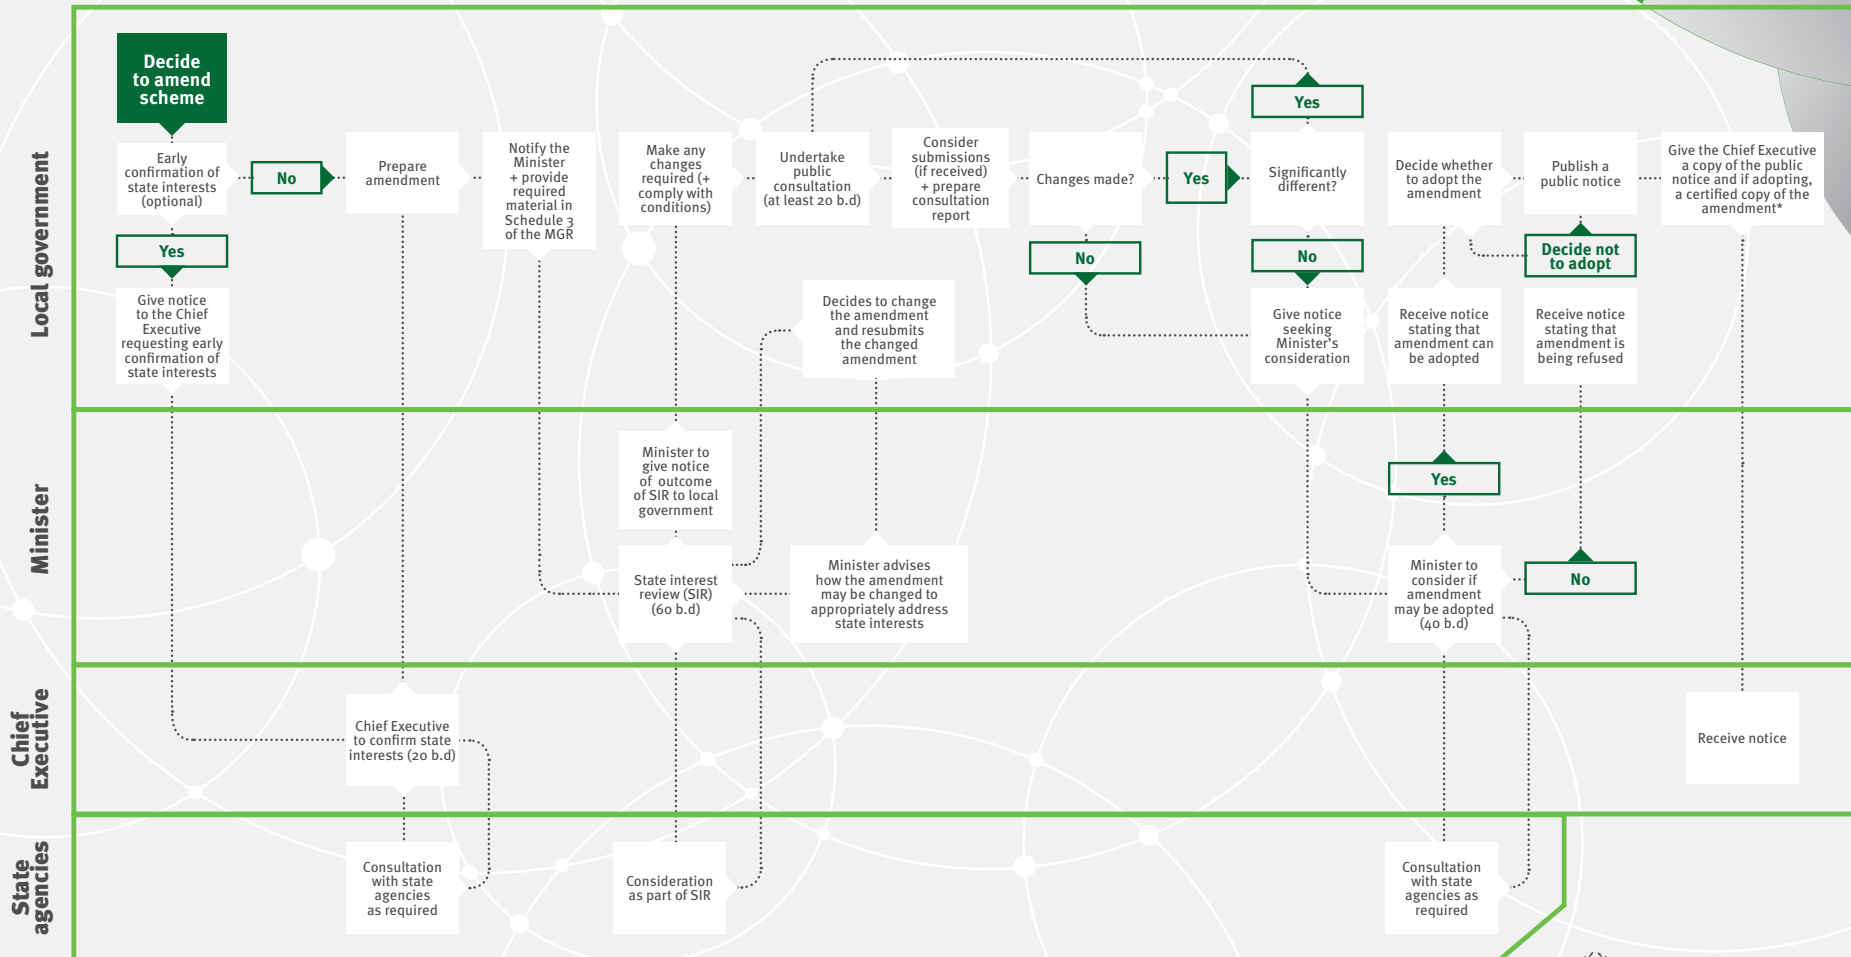 Local government
Decide
to amend
scheme
Early
confirmation of
state interests
(optional)
No
Yes
Give notice
to the Chief
Executive
requesting early
confirmation of
state interests
Prepare
amendment
Notify the
Minister
+ provide
required
material in
Schedule 3
of the MGR
Make any
changes
required (+
comply with
conditions)
Undertake
public
consultation
(at least 20 b.d)
Consider
submissions
(if received)
+ prepare
consultation
report
Changes made?
Yes
No
Significantly
different?
Yes
No
Decides to change
the amendment
and resubmits
the changed
amendment
Give notice
seeking
Minister's
consideration
Decide whether
to adopt the
amendment
Receive notice
stating that
amendment can
be adopted
Publish a
public notice
Decide not
to adopt
Receive notice
stating that
amendment is
being refused
Give the Chief Executive
a copy of the public
notice and if adopting,
a certified copy of the
amendment*
Minister
Minister to
give notice
of outcome
of SIR to local
government
State interest
review (SIR)
(60 b.d)
Minister advises
how the amendment
may be changed to
appropriately address
state interests
Yes
Minister to
consider if
amendment
may be adopted
(40 b.d)
No
Chief
Executive
Chief Executive
to confirm state
interests (20 b.d)
Receive notice
State
agencies
Consultation
with state
agencies
as required
Consideration
as part of SIR
Consultation
with state
agencies as
required